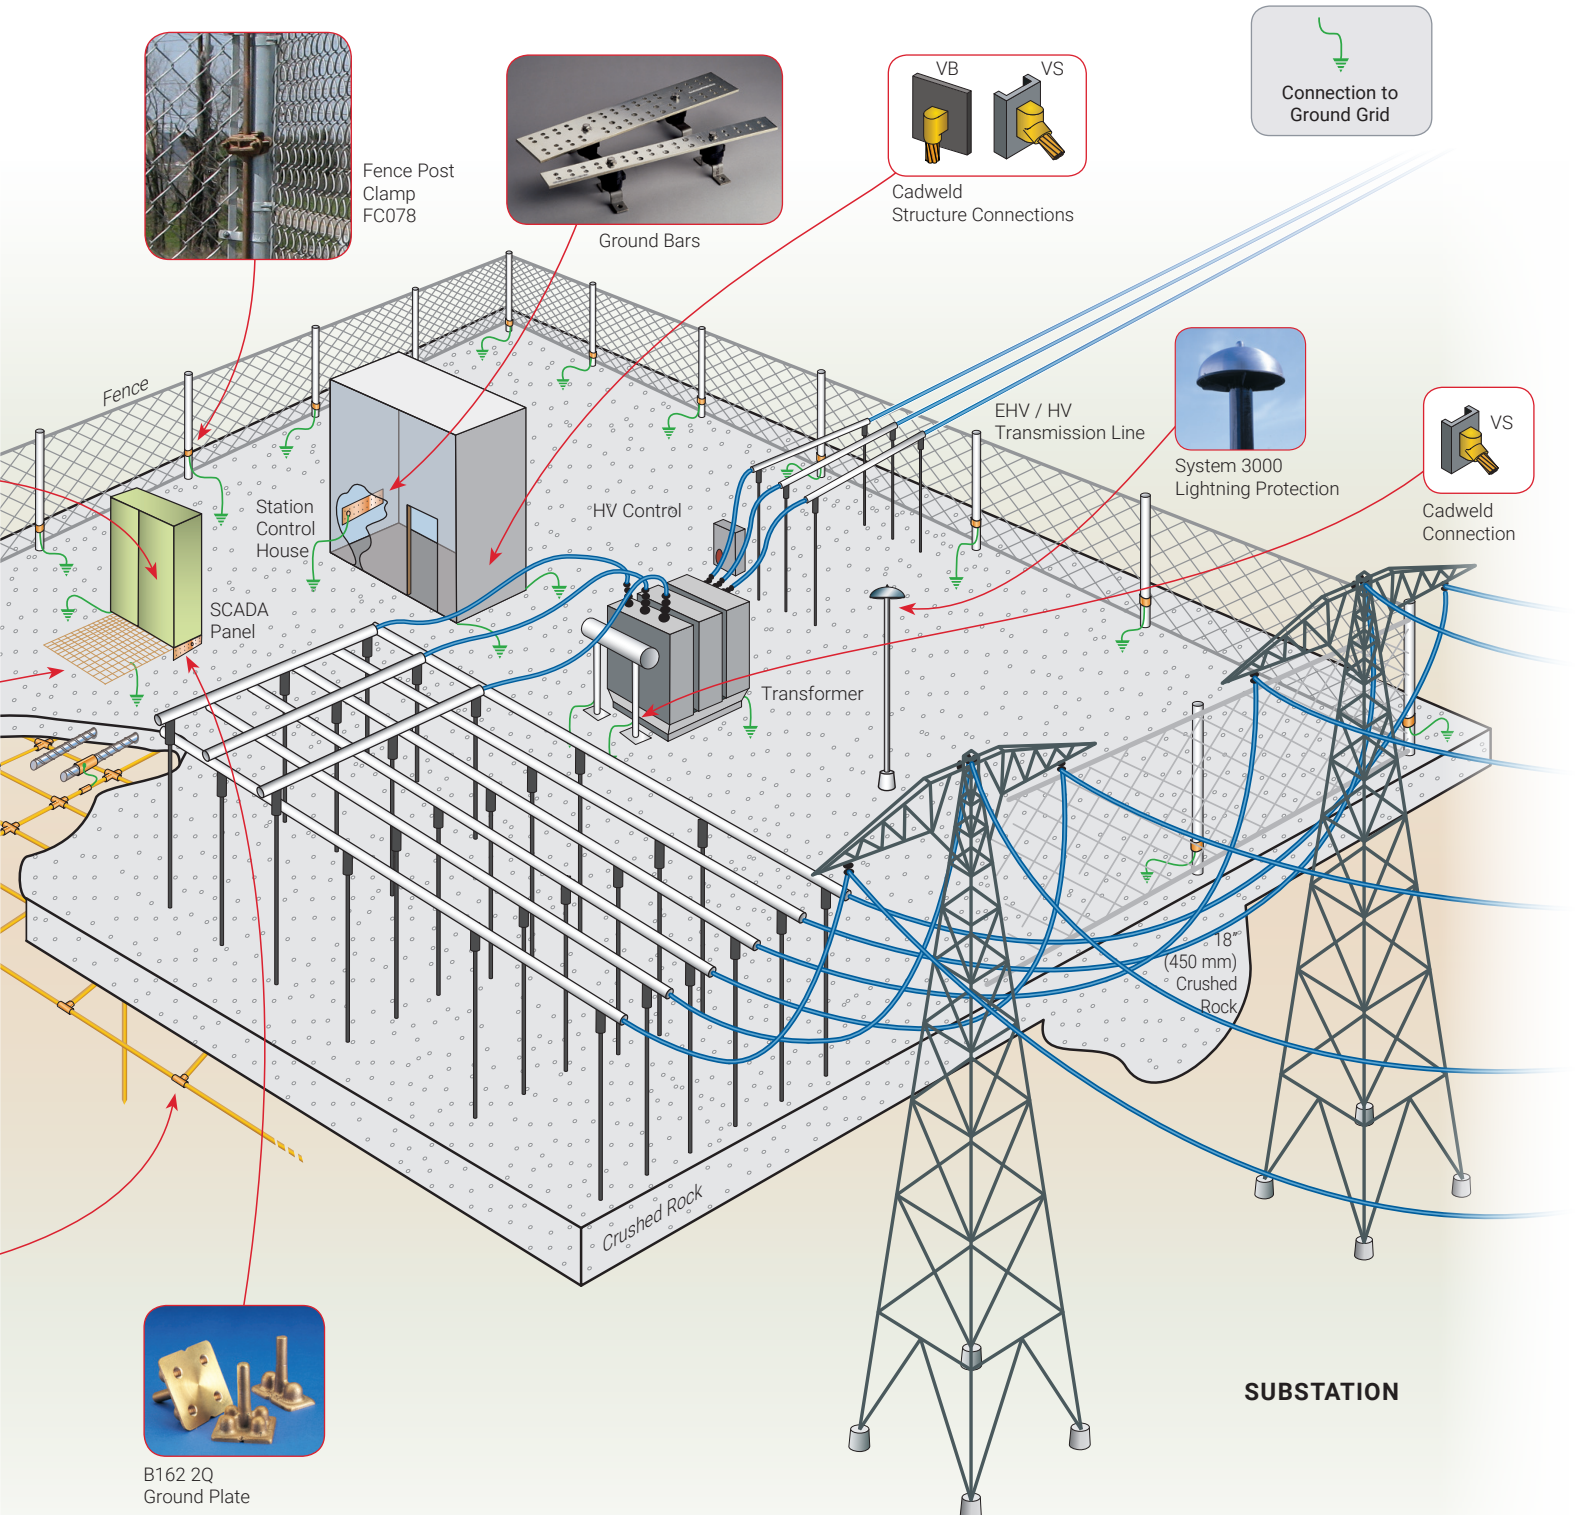 VB
VS
Connection to
Ground Grid
Fence Post
Clamp
FC078
Cadweld
Structure Connections
Ground Bars
Fence
EHV / HV
Transmission Line
VS
System 3000
Lightning Protection
Station
Control
House
HV Control
Cadweld
Connection
SCADA
Panel
Transformer
18"
(450 mm)
Crushed
Rock
Crushed Rock
SUBSTATION
B162 2Q
Ground Plate